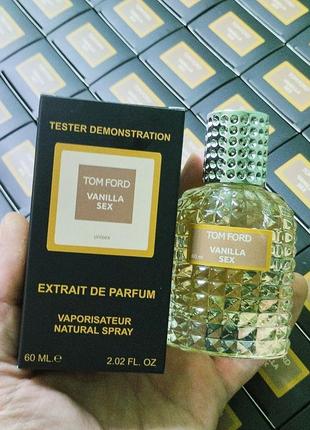 TESTER DEMONSTRATION
TOM FORD
VANILLA
SEX
unisex
EXTRAIT DE PARFUM
VAPORISATEUR
NATURAL SPRAY
60 ML.e 2.02 FL. OZ
TOM FORD
VANILLA
SEX